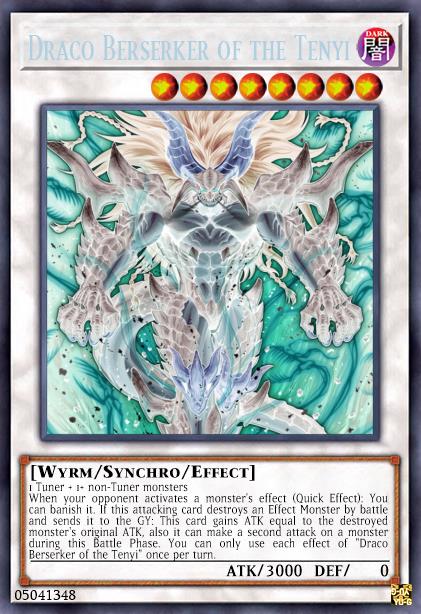 Draco Berserker of the Tenyi
DARK
闇
[Wyrm/Synchro/Effect]
1 Tuner + 1+ non-Tuner monsters
When your opponent activates a monster's effect (Quick Effect): You
can banish it. If this attacking card destroys an Effect Monster by battle
and sends it to the GY: This card gains ATK equal to the destroyed
monster's original ATK, also it can make a second attack on a monster
during this Battle Phase. You can only use each effect of "Draco
Berserker of the Tenyi" once per turn.
ATK/3000 DEF/ 0
05041348